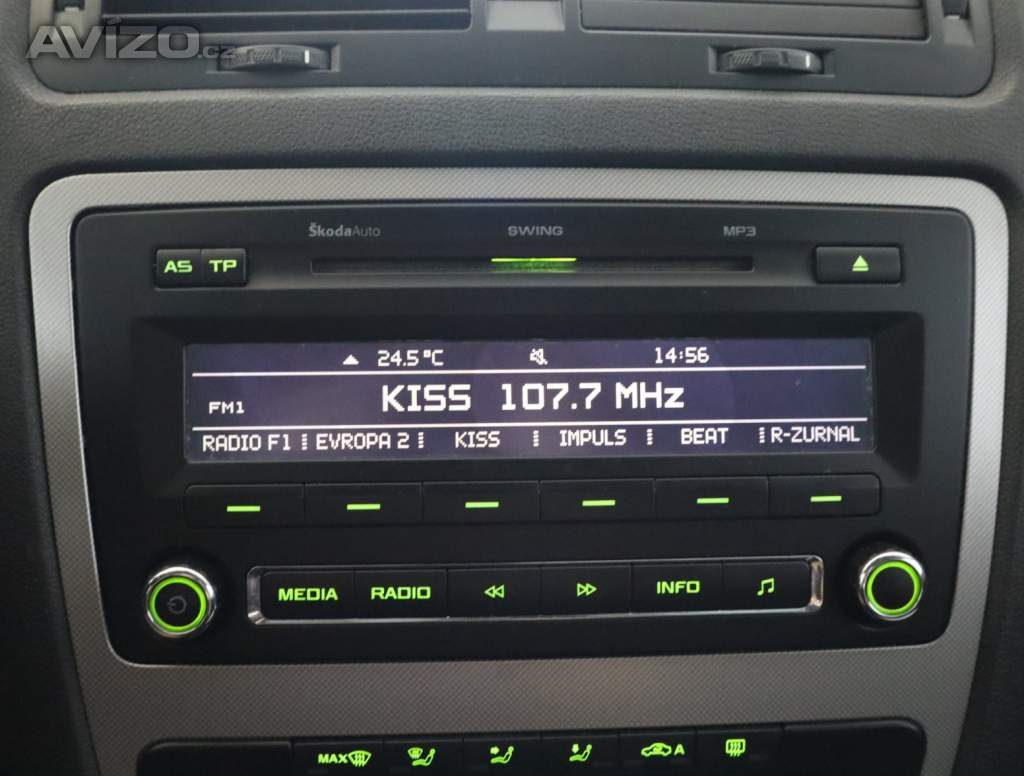 AVÍZO.cz
ŠkodaAuto SWING MP3
AS TP
24.5 °C 14:56
FM1 KISS 107.7 MHz
RADIO F1 EVROPA 2 KISS IMPULS BEAT R-ZURNAL
MEDIA RADIO INFO
MAX A